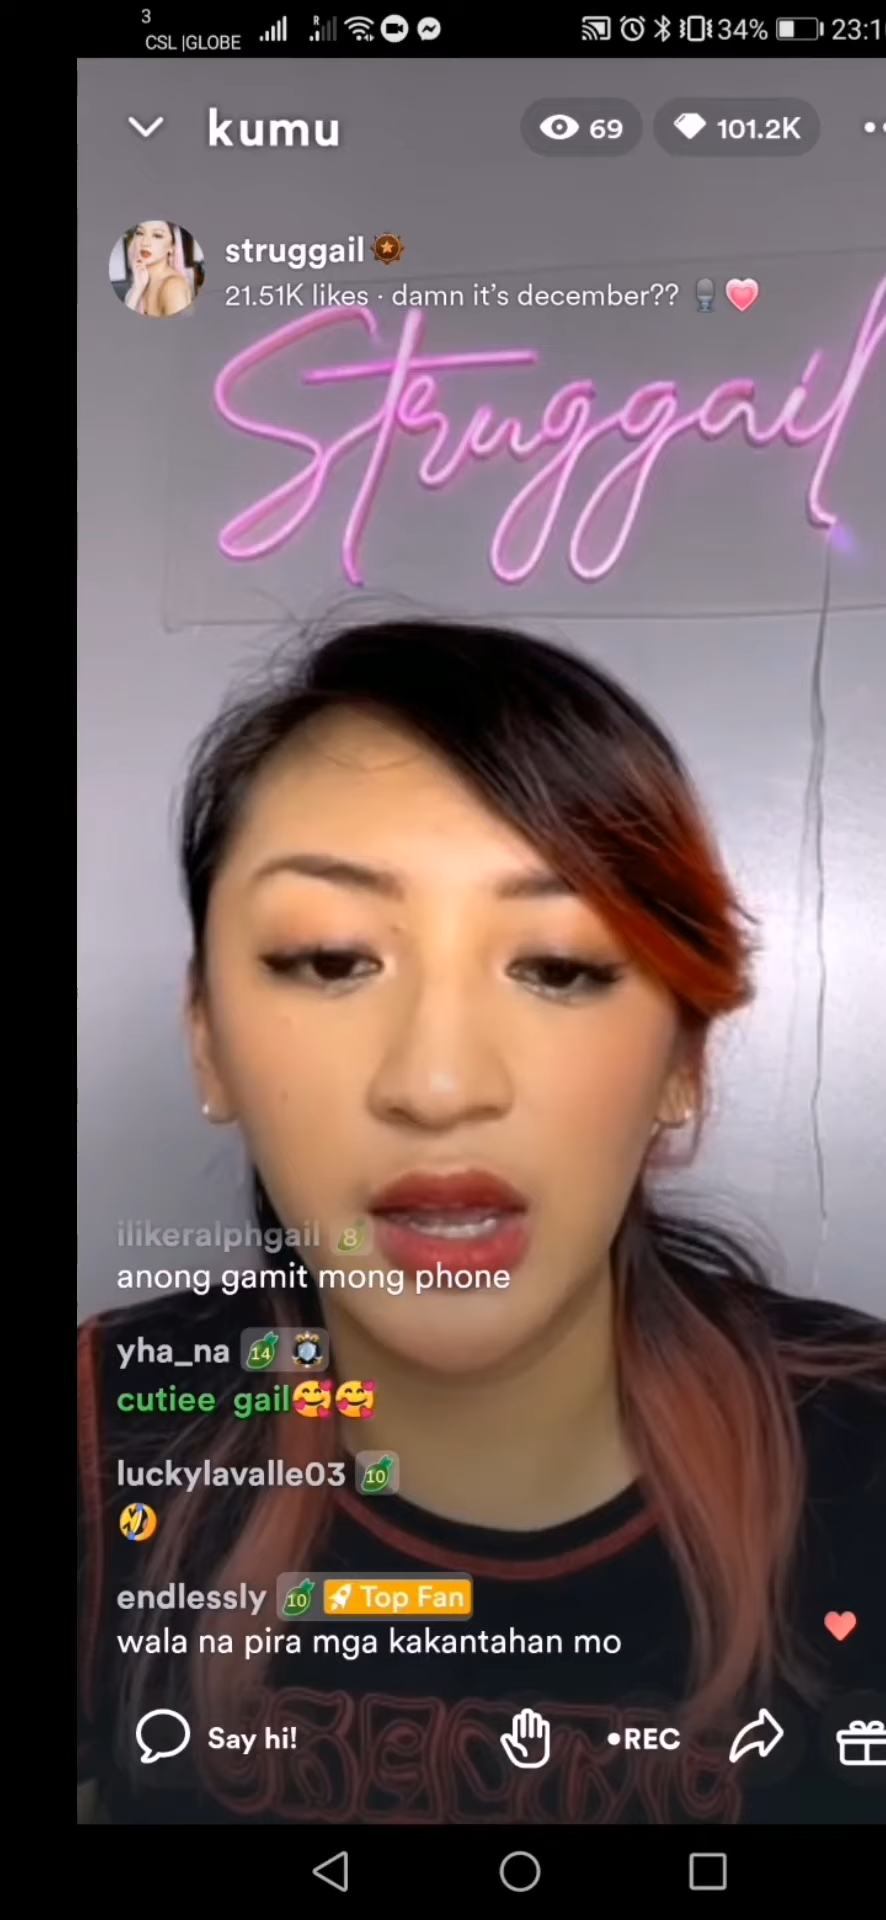 3
CSL |GLOBE
R
34%
kumu
69
101.2K
struggail
21.51K likes · damn it's december??
Struggail
ilikeralphgail 8
anong gamit mong phone
yha_na 14
cutiee gail🥰🥰
luckylavalle03 10
🤣
endlessly 10 Top Fan
wala na pira mga kakantahan mo
Say hi!
•REC